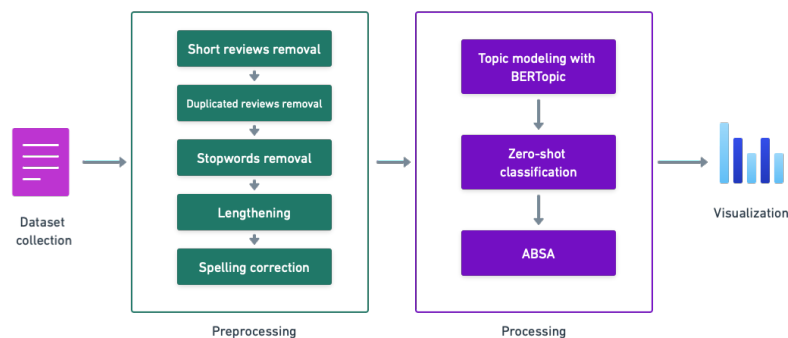 Dataset
collection
Short reviews removal
Duplicated reviews removal
Stopwords removal
Lengthening
Spelling correction
Preprocessing
Topic modeling with
BERTopic
Zero-shot
classification
ABSA
Processing
Visualization